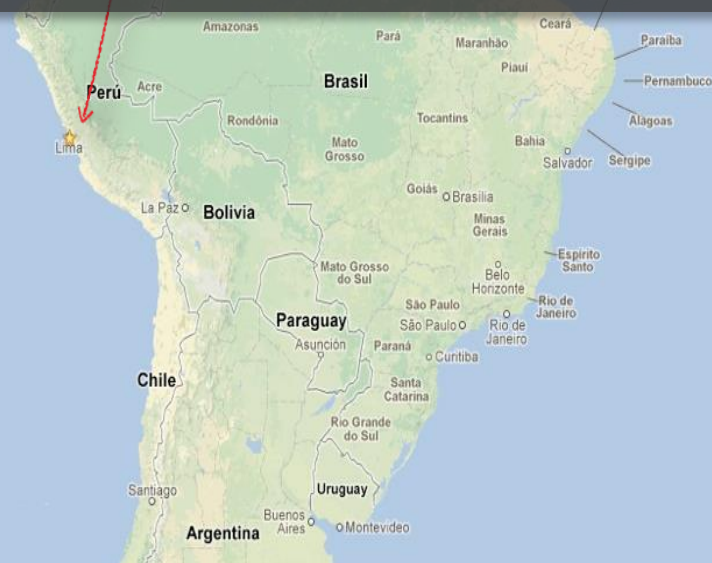 Ceará
Amazonas
Pará
Maranhão
Paraíba
Piauí
Brasil
Pernambuco
Perú
Acre
Rondônia
Tocantins
Alagoas
Lima
Mato
Grosso
Bahia
Salvador
Sergipe
Goiás
Brasilia
La Paz
Bolivia
Minas
Gerais
Espírito
Santo
Mato Grosso
do Sul
Belo
Horizonte
São Paulo
Rio de
Janeiro
Paraguay
São Paulo
Rio de
Janeiro
Asunción
Paraná
Curitiba
Chile
Santa
Catarina
Rio Grande
do Sul
Santiago
Uruguay
Buenos
Aires
Montevideo
Argentina